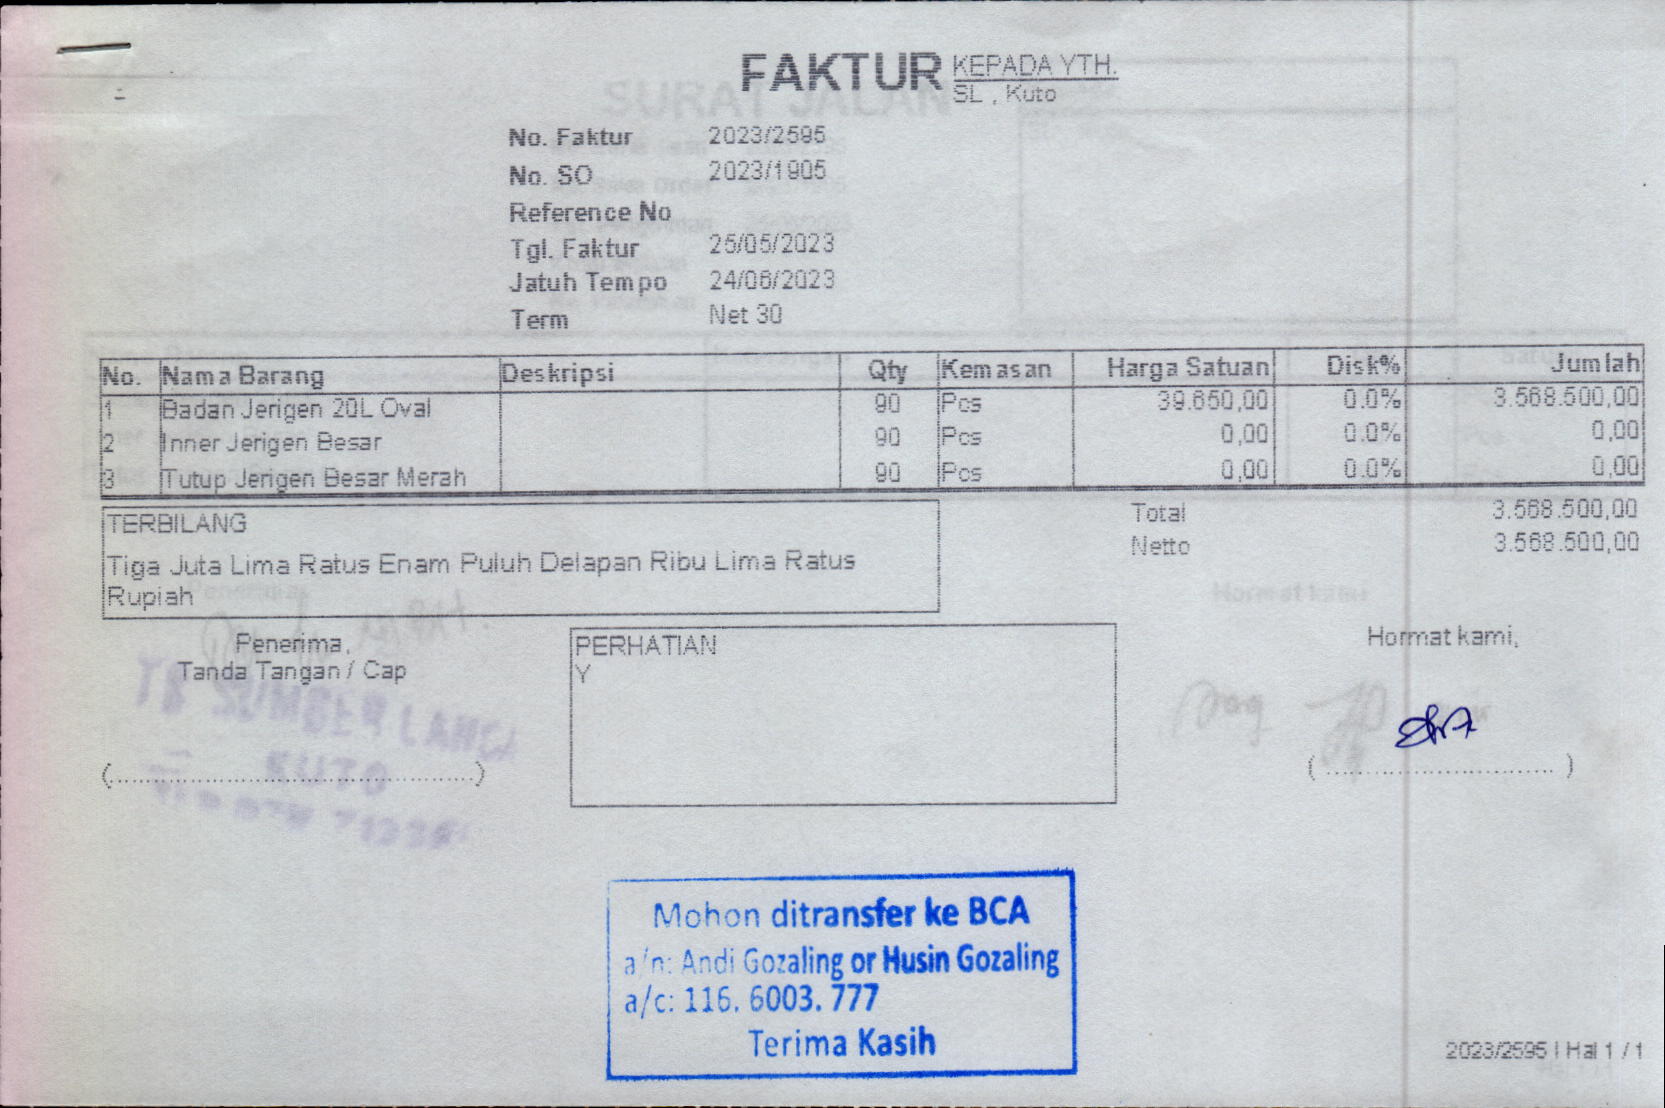 FAKTUR
KEPADA YTH.
SL , Kuto
No. Faktur 2023/2595
No. SO 2023/1905
Reference No
Tgl. Faktur 25/05/2023
Jatuh Tempo 24/06/2023
Term Net 30
No. Nama Barang Deskripsi Qty Kemasan Harga Satuan Disk% Jumlah
1 Badan Jerigen 20L Oval 90 Pcs 39.650,00 0.0% 3.568.500,00
2 Inner Jerigen Besar 90 Pcs 0,00 0.0% 0,00
3 Tutup Jerigen Besar Merah 90 Pcs 0,00 0.0% 0,00
TERBILANG
Tiga Juta Lima Ratus Enam Puluh Delapan Ribu Lima Ratus
Rupiah
Total 3.568.500,00
Netto 3.568.500,00
Penerima,
Tanda Tangan / Cap
PERHATIAN
Y
Hormat kami,
SURAT JALAN
TB SUMBER
KUTO
Mohon ditransfer ke BCA
a/n: Andi Gozaling or Husin Gozaling
a/c: 116. 6003. 777
Terima Kasih
2023/2595 | Hal 1 / 1